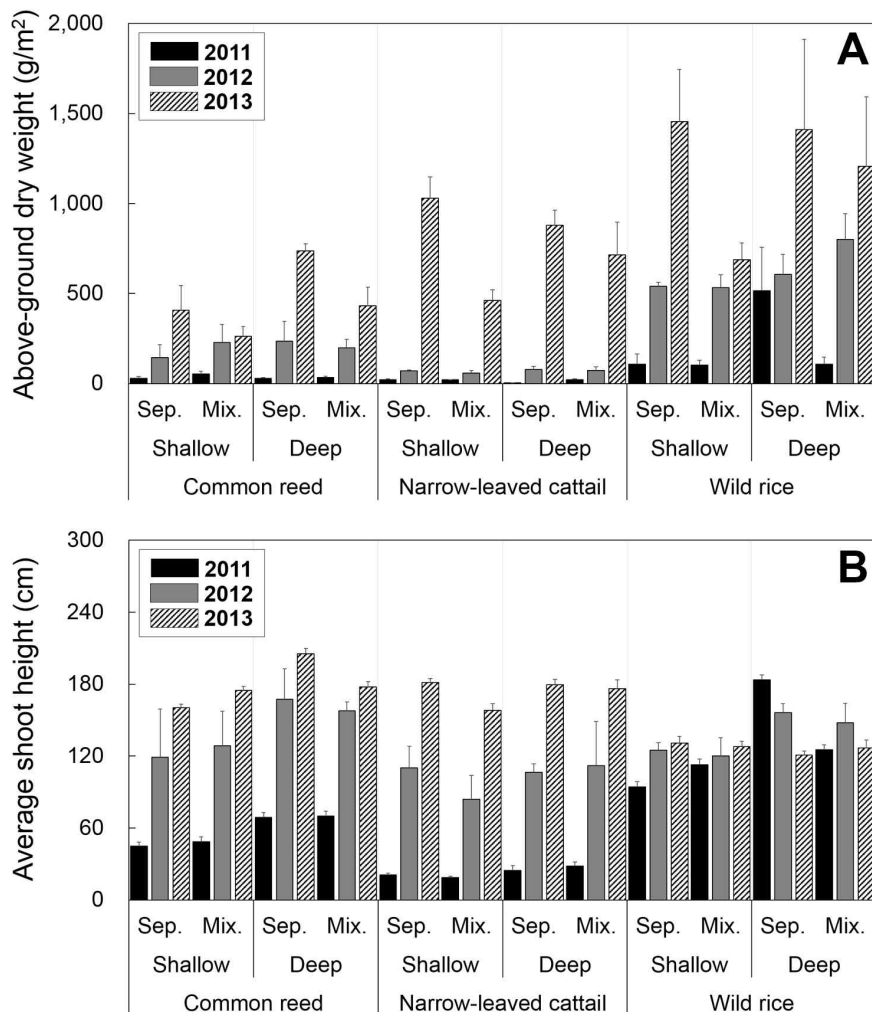 A
2011
2012
2013
Above-ground dry weight (g/m²)
2,000
1,500
1,000
500
0
Sep. Mix. Sep. Mix. Sep. Mix. Sep. Mix. Sep. Mix. Sep. Mix.
Shallow Deep Shallow Deep Shallow Deep
Common reed Narrow-leaved cattail Wild rice
B
2011
2012
2013
Average shoot height (cm)
300
240
180
120
60
0
Sep. Mix. Sep. Mix. Sep. Mix. Sep. Mix. Sep. Mix. Sep. Mix.
Shallow Deep Shallow Deep Shallow Deep
Common reed Narrow-leaved cattail Wild rice